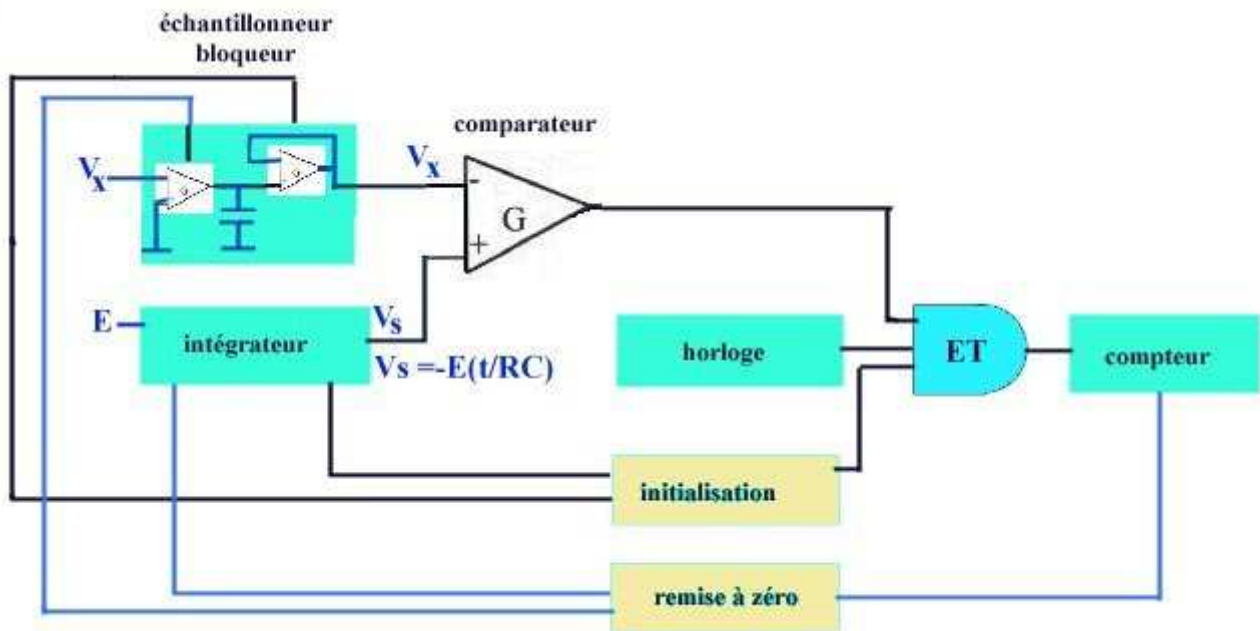 échantillonneur
bloqueur
comparateur
Vx
Vx
-
G
+
E
intégrateur
Vs
Vs =-E(t/RC)
horloge
ET
compteur
initialisation
remise à zéro